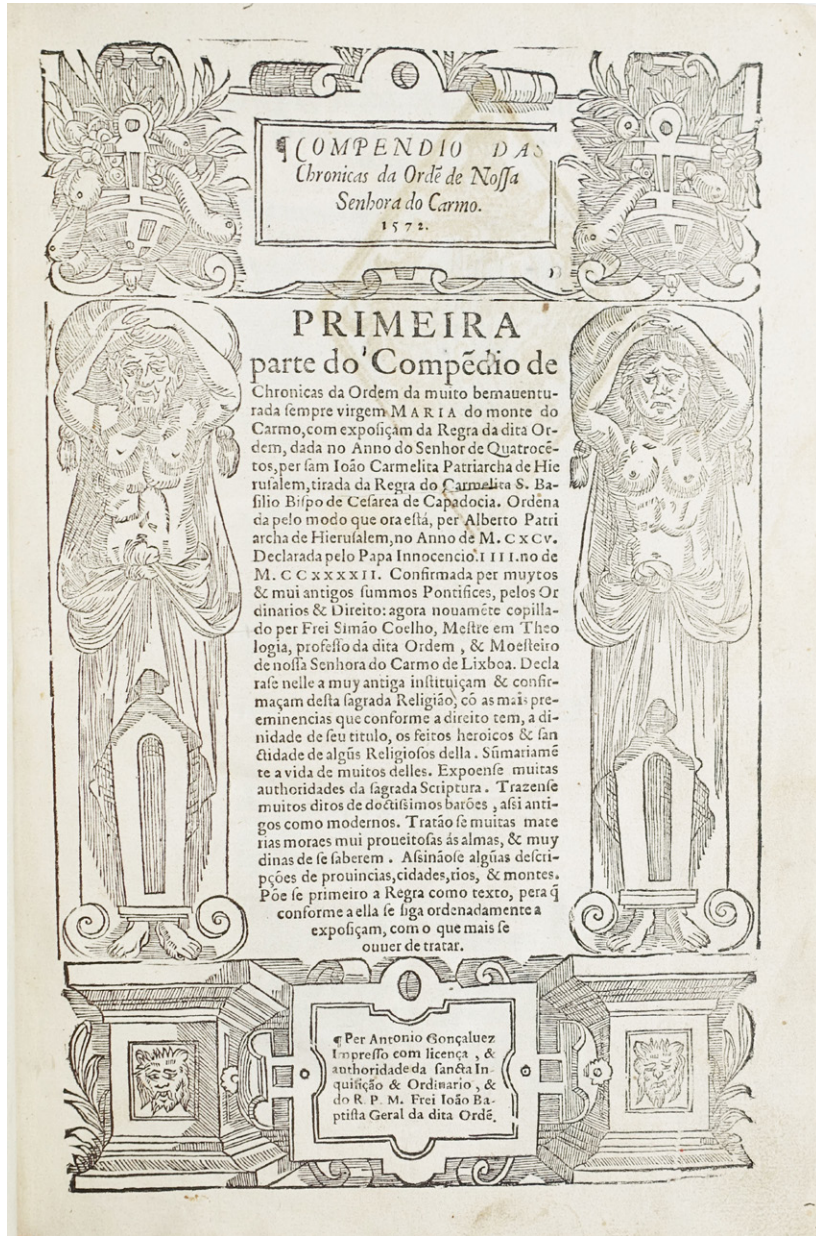 ¶COMPENDIO DAS
Chronicas da Ordẽ de Noſſa
Senhora do Carmo.
1572.
PRIMEIRA
parte do Compẽdio de
Chronicas da Ordem da muito bemauentu-
rada ſempre virgem MARIA do monte do
Carmo, com expoſiçam da Regra da dita Or-
dem, dada no Anno do Senhor de Quatrocẽ-
tos, per ſam Ioão Carmelita Patriarcha de Hie
ruſalem, tirada da Regra do Carmelita S. Ba-
ſilio Biſpo de Ceſarea de Capadocia. Ordena
da pelo modo que ora eſtá, per Alberto Patri
archa de Hieruſalem, no Anno de M. CXCV.
Declarada pelo Papa Innocencio. IIII. no de
M. CCXXXXII. Confirmada per muytos
& mui antigos ſummos Pontifices, pelos Or
dinarios & Direito: agora nouamẽte copilla-
do per Frei Simão Coelho, Meſtre em Theo
logia, profeſſo da dita Ordem , & Moeſteiro
de noſſa Senhora do Carmo de Lixboa. Decla
raſe nelle a muy antiga inſtituiçam & confir-
maçam deſta ſagrada Religião, cõ as mais pre-
eminencias que conforme a direito tem, a di-
nidade de ſeu titulo, os feitos heroicos & ſan
ctidade de algũs Religioſos della . Sũmariamẽ
te a vida de muitos delles. Expoenſe muitas
authoridades da ſagrada Scriptura . Trazenſe
muitos ditos de doctiſsimos barões , aſsi anti-
gos como modernos. Tratão ſe muitas mate
rias moraes mui proueitoſas ás almas, & muy
dinas de ſe ſaberem . Aſsinãoſe algũas deſcri-
pções de prouincias, cidades, rios, & montes.
Põe ſe primeiro a Regra como texto, pera q̃
conforme a ella ſe ſiga ordenadamente a
expoſiçam, com o que mais ſe
ouuer de tratar.
¶Per Antonio Gonçaluez
Impreſſo com licença , &
authoridade da ſancta In-
quiſição & Ordinario , &
do R. P. M. Frei Ioão Ba-
ptiſta Geral da dita Ordẽ.